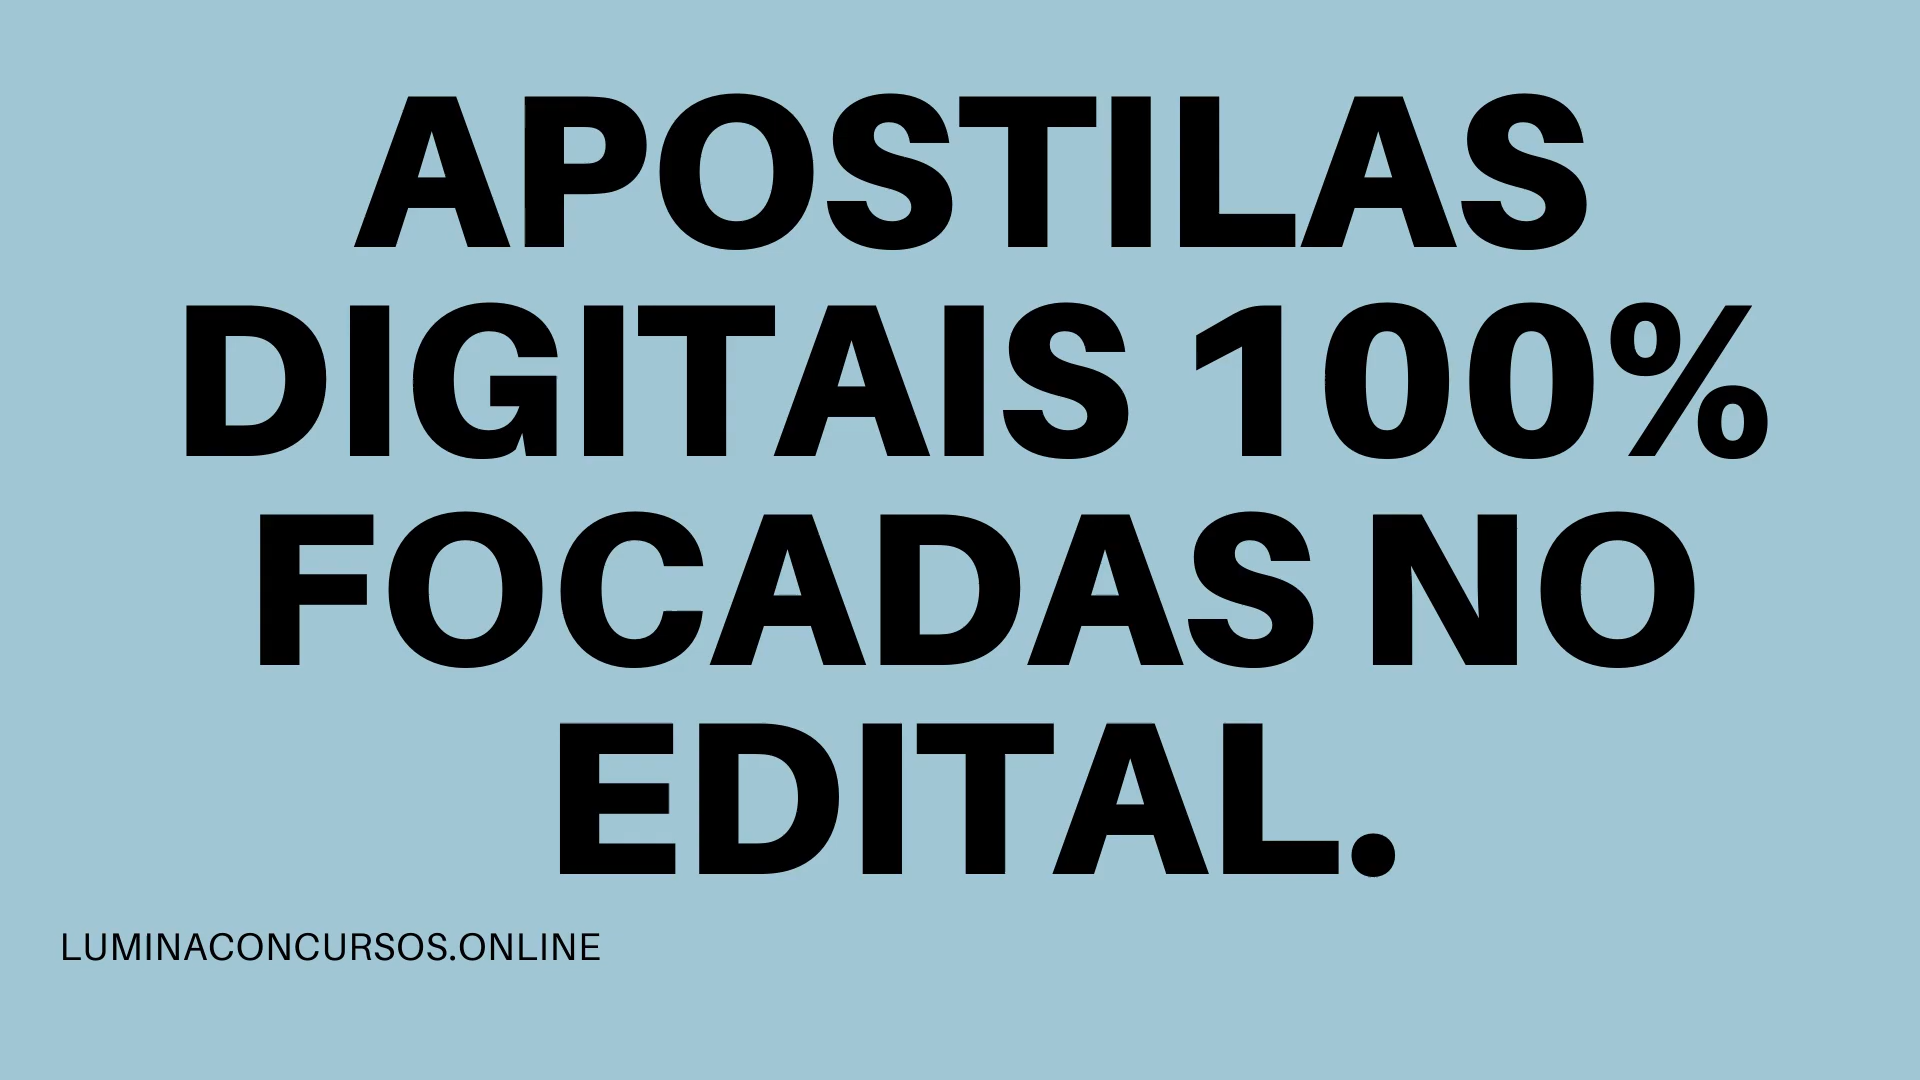 APOSTILAS
DIGITAIS 100%
FOCADAS NO
EDITAL.
LUMINACONCURSOS.ONLINE